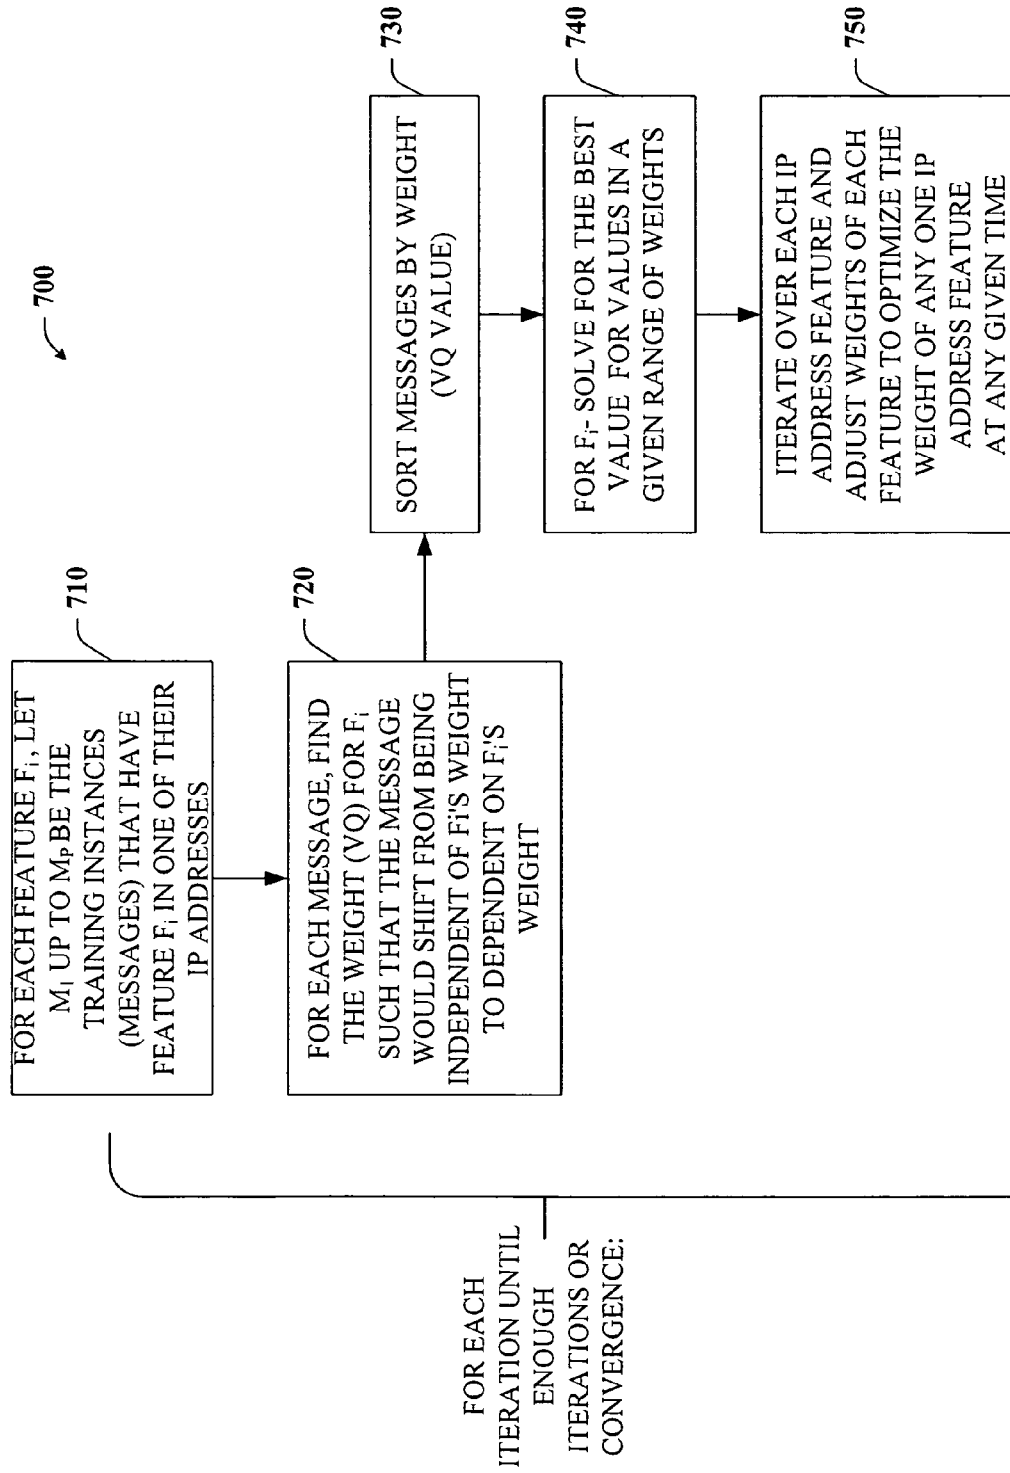 700
FOR EACH FEATURE Fi, LET
M1 UP TO MP BE THE
TRAINING INSTANCES
(MESSAGES) THAT HAVE
FEATURE Fi IN ONE OF THEIR
IP ADDRESSES
710
FOR EACH MESSAGE, FIND
THE WEIGHT (VQ) FOR Fi
SUCH THAT THE MESSAGE
WOULD SHIFT FROM BEING
INDEPENDENT OF Fi'S WEIGHT
TO DEPENDENT ON Fi'S
WEIGHT
720
SORT MESSAGES BY WEIGHT
(VQ VALUE)
730
FOR Fi- SOLVE FOR THE BEST
VALUE FOR VALUES IN A
GIVEN RANGE OF WEIGHTS
740
ITERATE OVER EACH IP
ADDRESS FEATURE AND
ADJUST WEIGHTS OF EACH
FEATURE TO OPTIMIZE THE
WEIGHT OF ANY ONE IP
ADDRESS FEATURE
AT ANY GIVEN TIME
750
FOR EACH
ITERATION UNTIL
ENOUGH
ITERATIONS OR
CONVERGENCE: